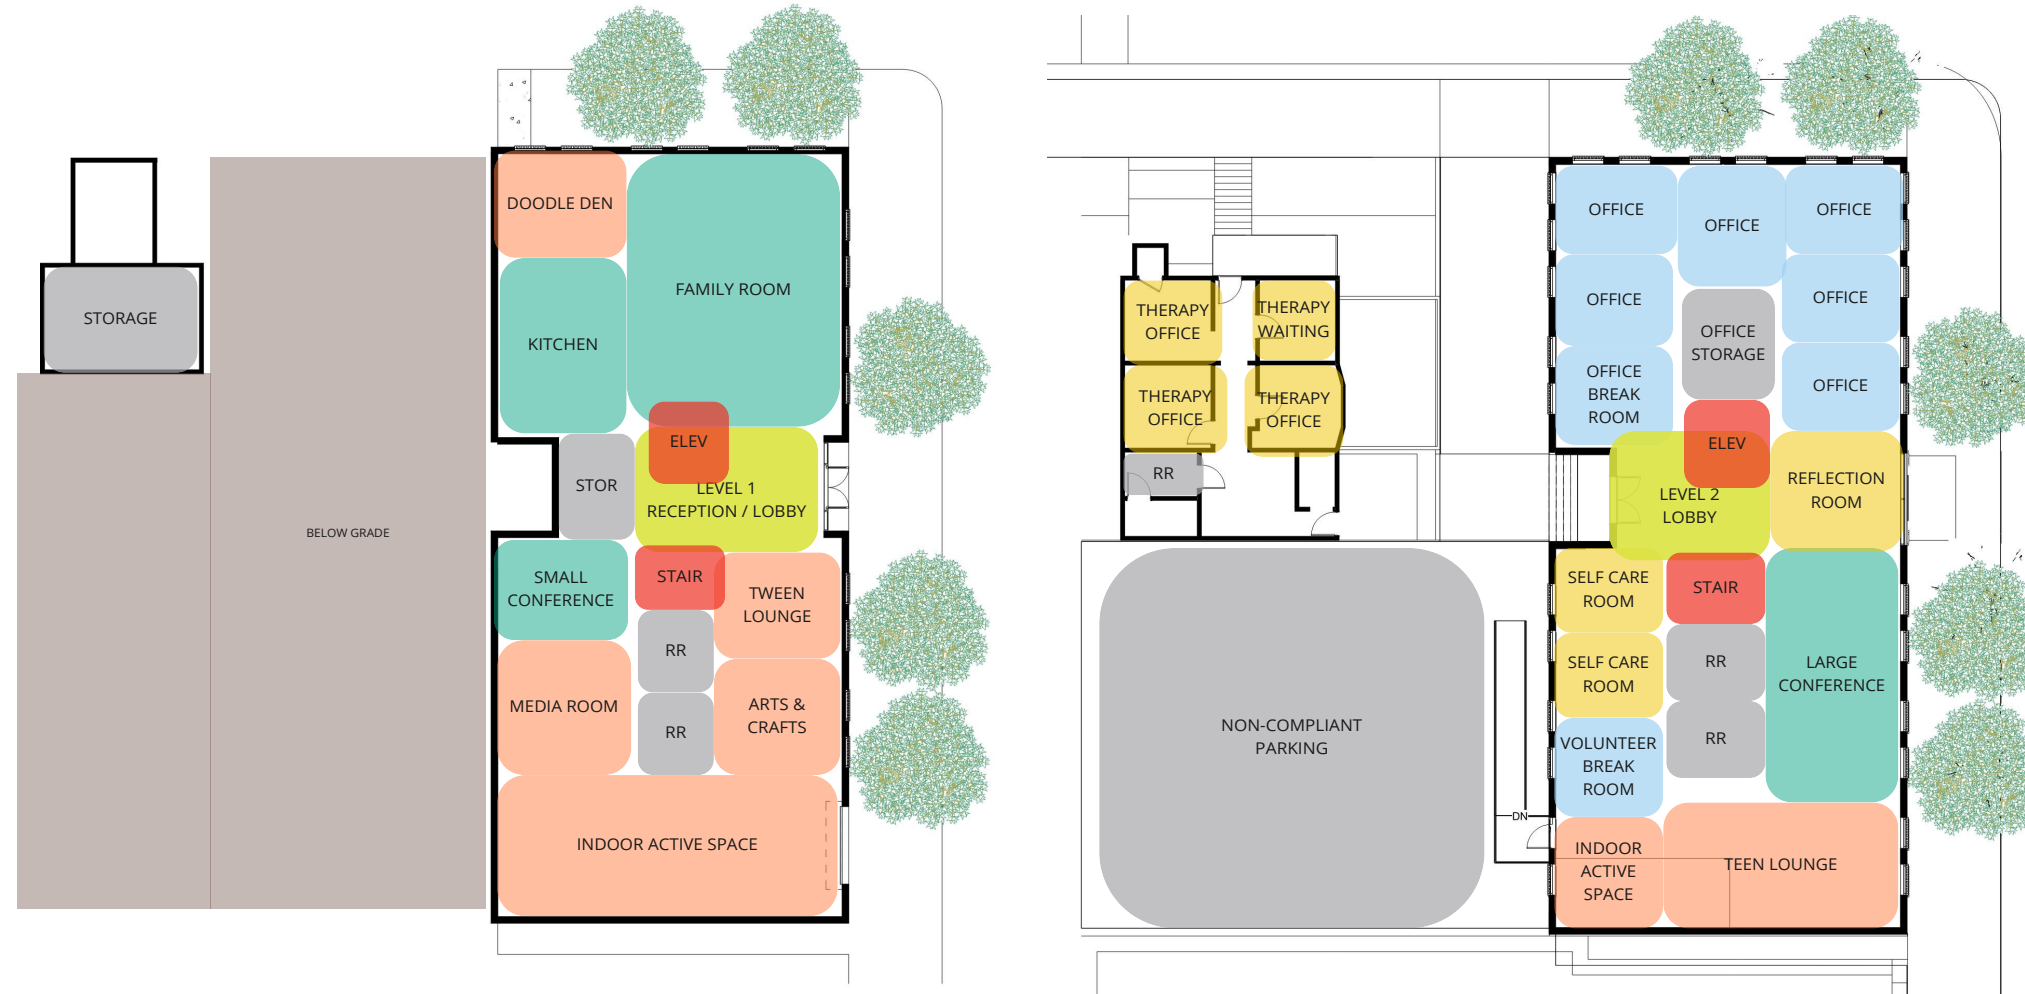 DOODLE DEN
FAMILY ROOM
STORAGE
KITCHEN
ELEV
STOR
LEVEL 1
RECEPTION / LOBBY
BELOW GRADE
SMALL
CONFERENCE
STAIR
TWEEN
LOUNGE
RR
MEDIA ROOM
ARTS &
CRAFTS
RR
INDOOR ACTIVE SPACE
THERAPY
OFFICE
THERAPY
WAITING
THERAPY
OFFICE
THERAPY
OFFICE
RR
NON-COMPLIANT
PARKING
DN
OFFICE
OFFICE
OFFICE
OFFICE
OFFICE
OFFICE
STORAGE
OFFICE
BREAK
ROOM
OFFICE
ELEV
LEVEL 2
LOBBY
REFLECTION
ROOM
SELF CARE
ROOM
STAIR
SELF CARE
ROOM
RR
LARGE
CONFERENCE
VOLUNTEER
BREAK
ROOM
RR
INDOOR
ACTIVE
SPACE
TEEN LOUNGE